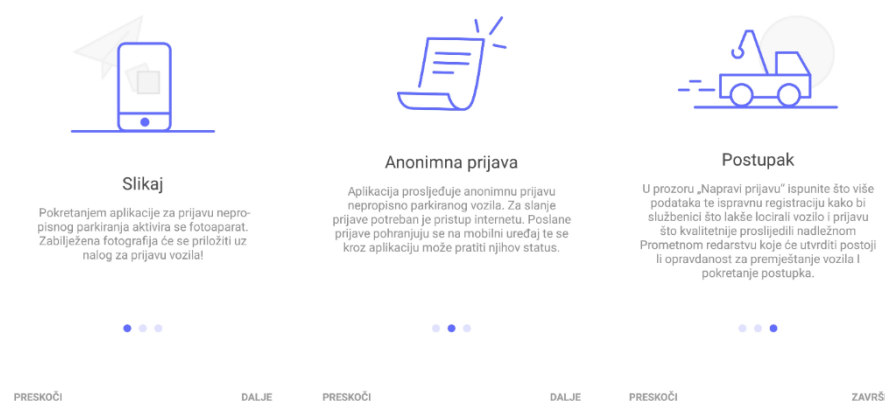 Slikaj
Pokretanjem aplikacije za prijavu nepro-
pisnog parkiranja aktivira se fotoaparat.
Zabilježena fotografija će se priložiti uz
nalog za prijavu vozila!
PRESKOČI
DALJE
Anonimna prijava
Aplikacija prosljeđuje anonimnu prijavu
nepropisno parkiranog vozila. Za slanje
prijave potreban je pristup internetu. Poslane
prijave pohranjuju se na mobilni uređaj te se
kroz aplikaciju može pratiti njihov status.
PRESKOČI
DALJE
Postupak
U prozoru „Napravi prijavu“ ispunite što više
podataka te ispravnu registraciju kako bi
službenici što lakše locirali vozilo i prijavu
što kvalitetnije proslijedili nadležnom
Prometnom redarstvu koje će utvrditi postoji
li opravdanost za premještanje vozila I
pokretanje postupka.
PRESKOČI
ZAVRŠI